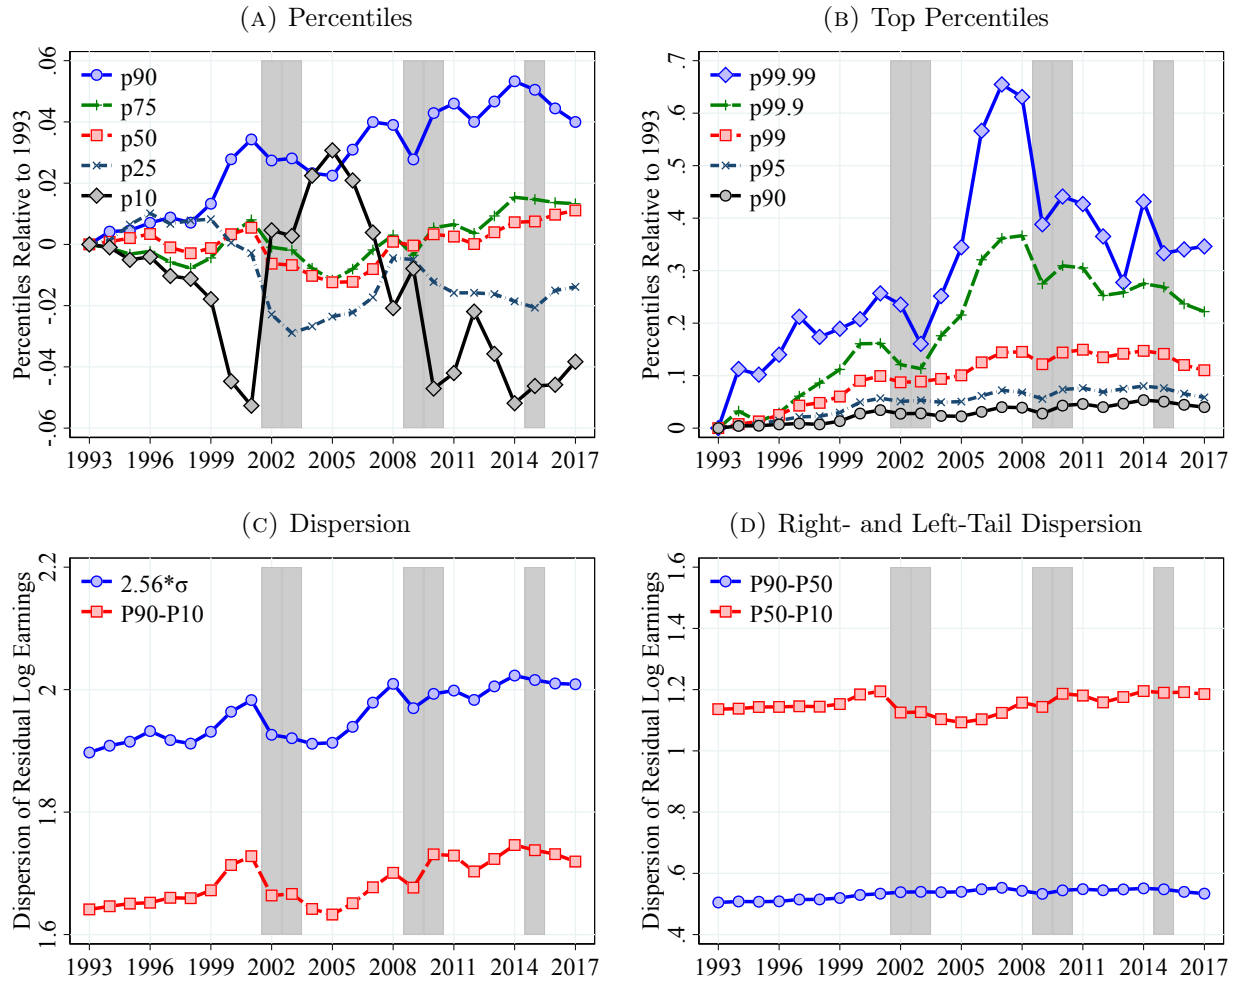 (A) Percentiles
Percentiles Relative to 1993
.06
.04
.02
0
-.02
-.04
-.06
p90
p75
p50
p25
p10
1993 1996 1999 2002 2005 2008 2011 2014 2017
(B) Top Percentiles
Percentiles Relative to 1993
.7
.6
.5
.4
.3
.2
.1
0
p99.99
p99.9
p99
p95
p90
1993 1996 1999 2002 2005 2008 2011 2014 2017
(C) Dispersion
Dispersion of Residual Log Earnings
2.2
2
1.8
1.6
2.56*σ
P90-P10
1993 1996 1999 2002 2005 2008 2011 2014 2017
(D) Right- and Left-Tail Dispersion
Dispersion of Residual Log Earnings
1.6
1.4
1.2
1
.8
.6
.4
P90-P50
P50-P10
1993 1996 1999 2002 2005 2008 2011 2014 2017